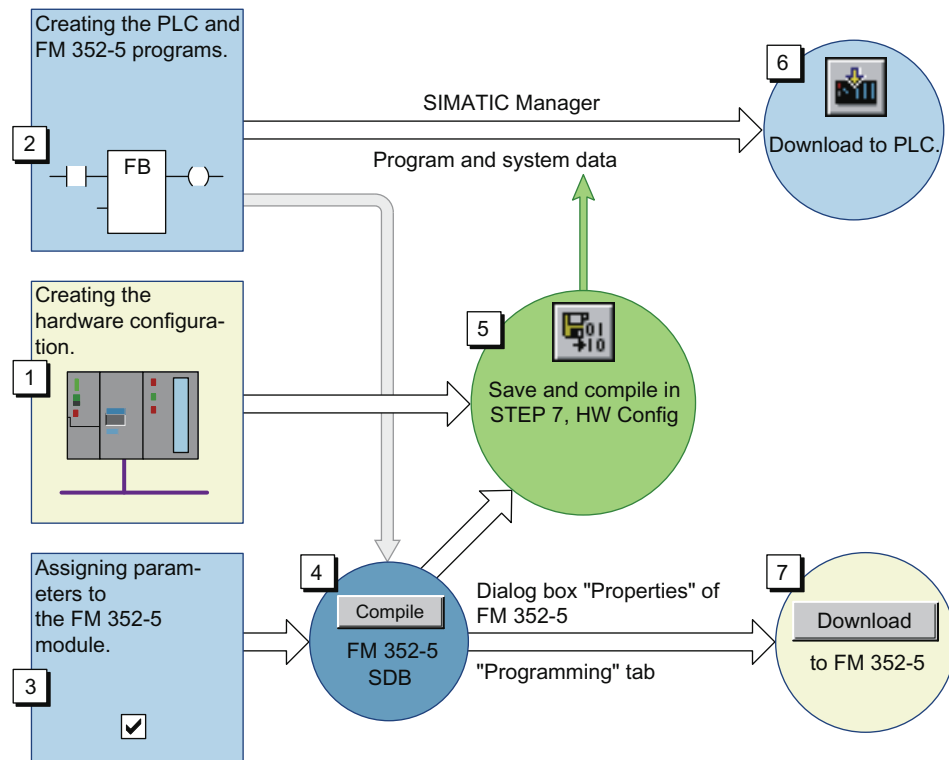 Creating the PLC and
FM 352-5 programs.
2
FB
SIMATIC Manager
Program and system data
6
Download to PLC.
Creating the
hardware configura-
tion.
1
5
01
10
Save and compile in
STEP 7, HW Config
Assigning param-
eters to
the FM 352-5
module.
3
4
Compile
FM 352-5
SDB
Dialog box "Properties" of
FM 352-5
"Programming" tab
7
Download
to FM 352-5